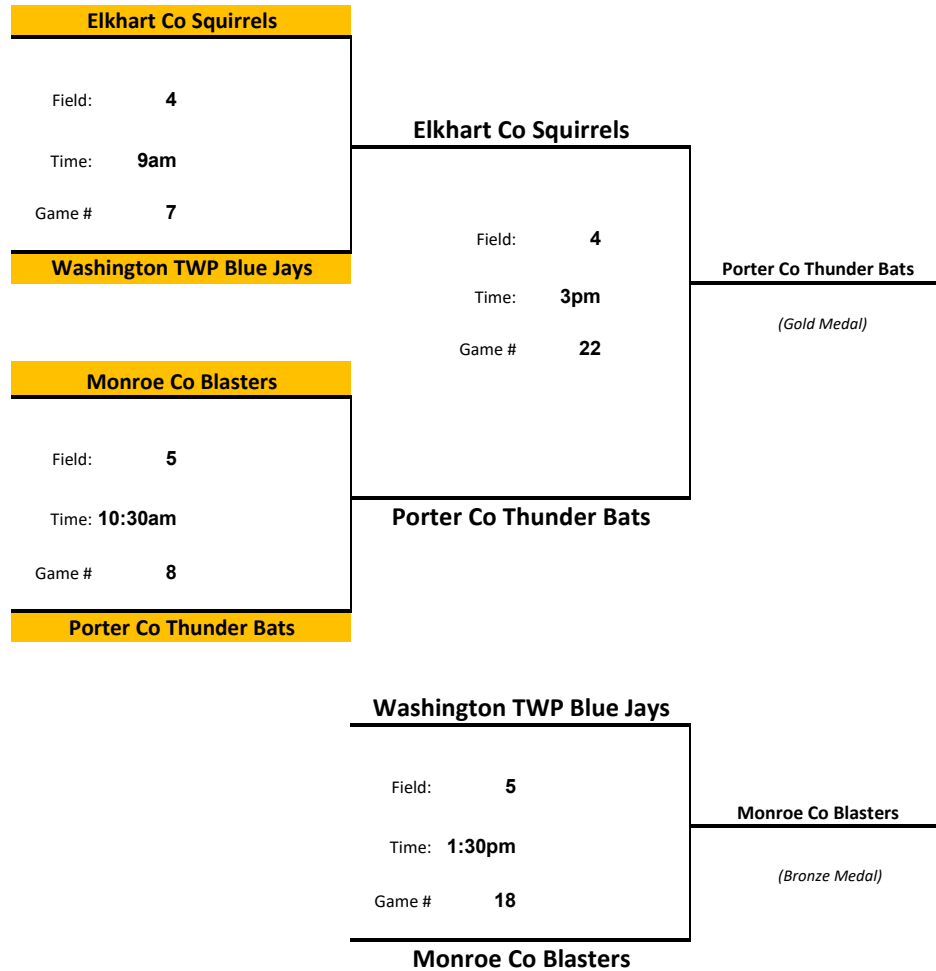 Elkhart Co Squirrels
Field: 4
Time: 9am
Game # 7
Washington TWP Blue Jays
Monroe Co Blasters
Field: 5
Time: 10:30am
Game # 8
Porter Co Thunder Bats
Elkhart Co Squirrels
Field: 4
Time: 3pm
Game # 22
Porter Co Thunder Bats
Porter Co Thunder Bats
(Gold Medal)
Washington TWP Blue Jays
Field: 5
Time: 1:30pm
Game # 18
Monroe Co Blasters
Monroe Co Blasters
(Bronze Medal)